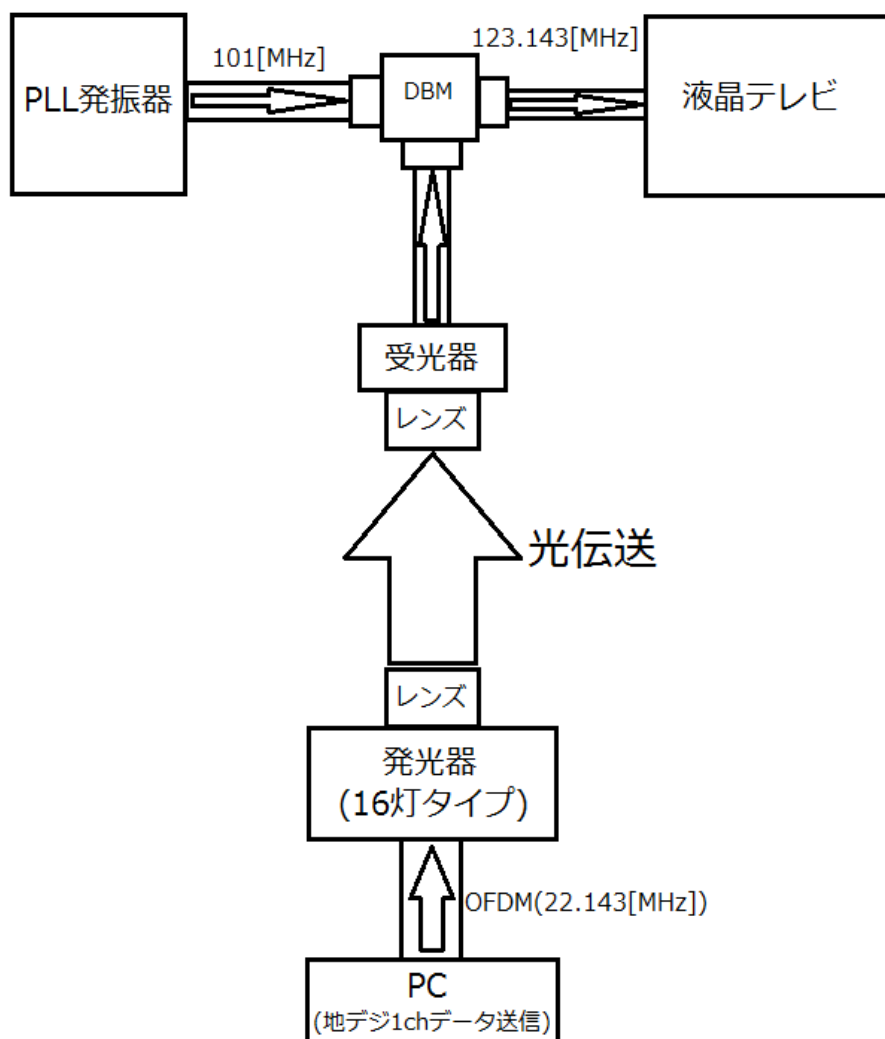 101[MHz]
123.143[MHz]
PLL発振器
DBM
液晶テレビ
受光器
レンズ
光伝送
レンズ
発光器
(16灯タイプ)
OFDM(22.143[MHz])
PC
(地デジ1chデータ送信)